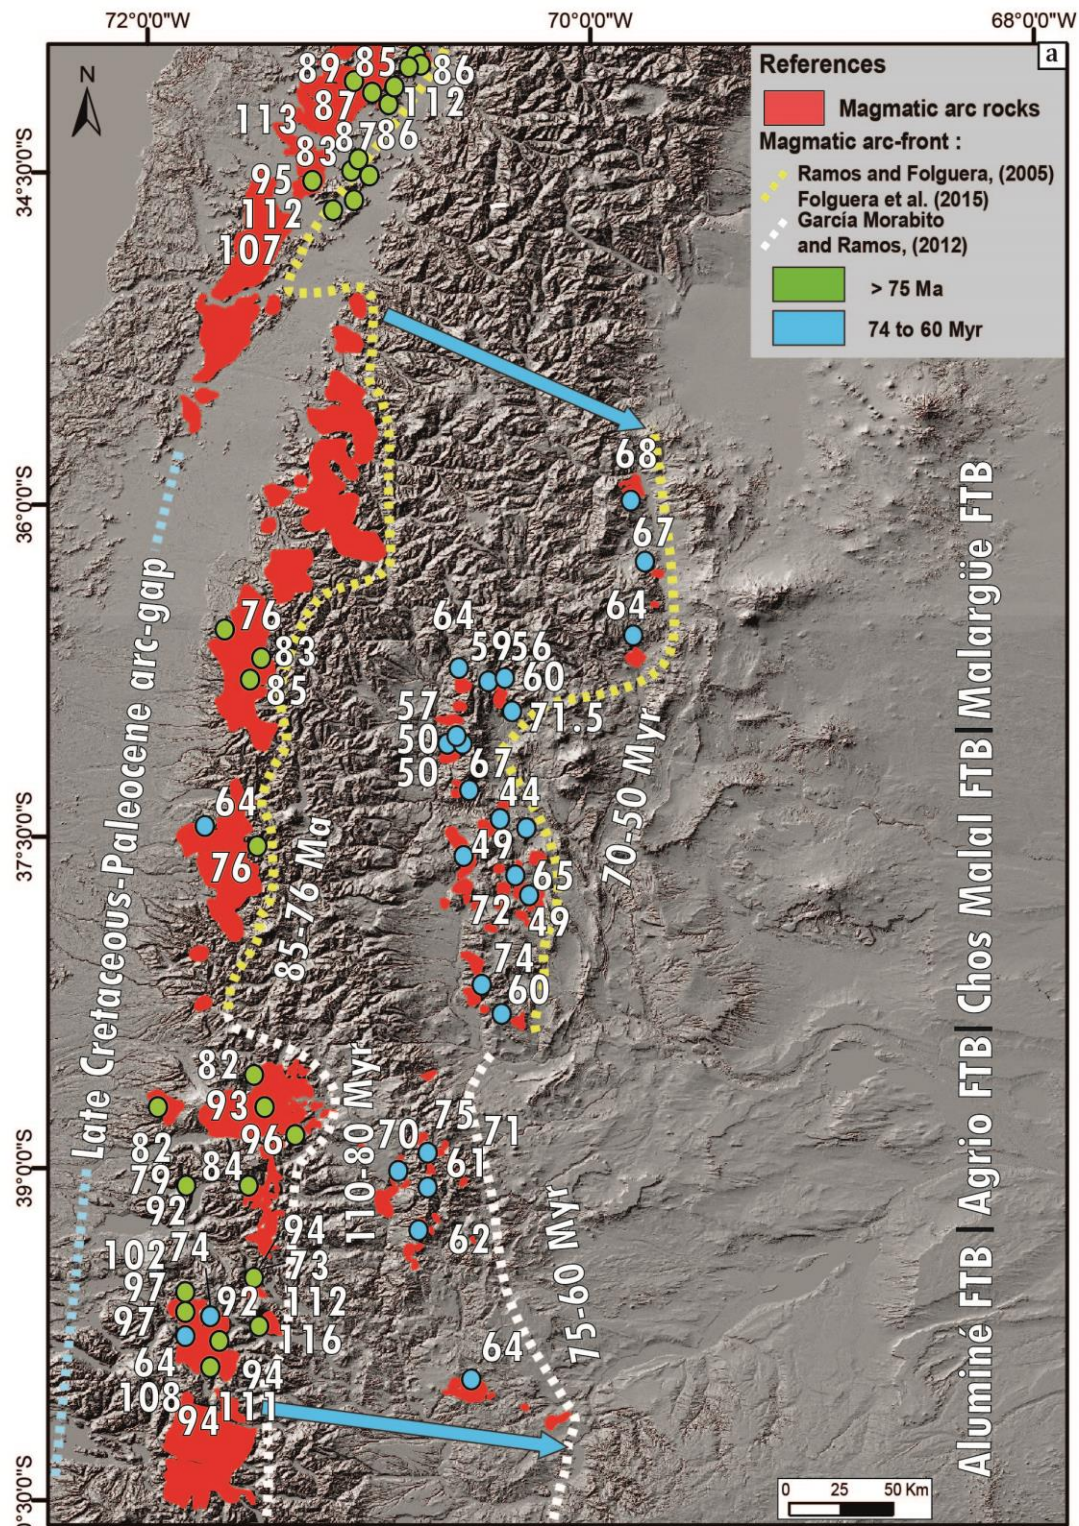 72°0'0"W
70°0'0"W
68°0'0"W
a
N
References
Magmatic arc rocks
Magmatic arc-front :
Ramos and Folguera, (2005)
Folguera et al. (2015)
García Morabito
and Ramos, (2012)
> 75 Ma
74 to 60 Myr
34°30'0"S
36°0'0"S
37°30'0"S
39°0'0"S
0°30'0"S
89 85 86
87 112
113 87 86
83
95
112
107
68
67
64
76
83
85
64
59 56
60
57
71.5
50
50
67
44
64
49
76
65
72
49
74
60
85-76 Ma
70-50 Myr
Late Cretaceous-Paleocene arc-gap
82
93
96
82
84
79
92
110-80 Myr
70
75
71
61
62
94
102
74
73
97
92
112
97
116
64
94
108
111
94
64
75-60 Myr
Aluminé FTB | Agrio FTB | Chos Malal FTB | Malargüe FTB
0 25 50 Km